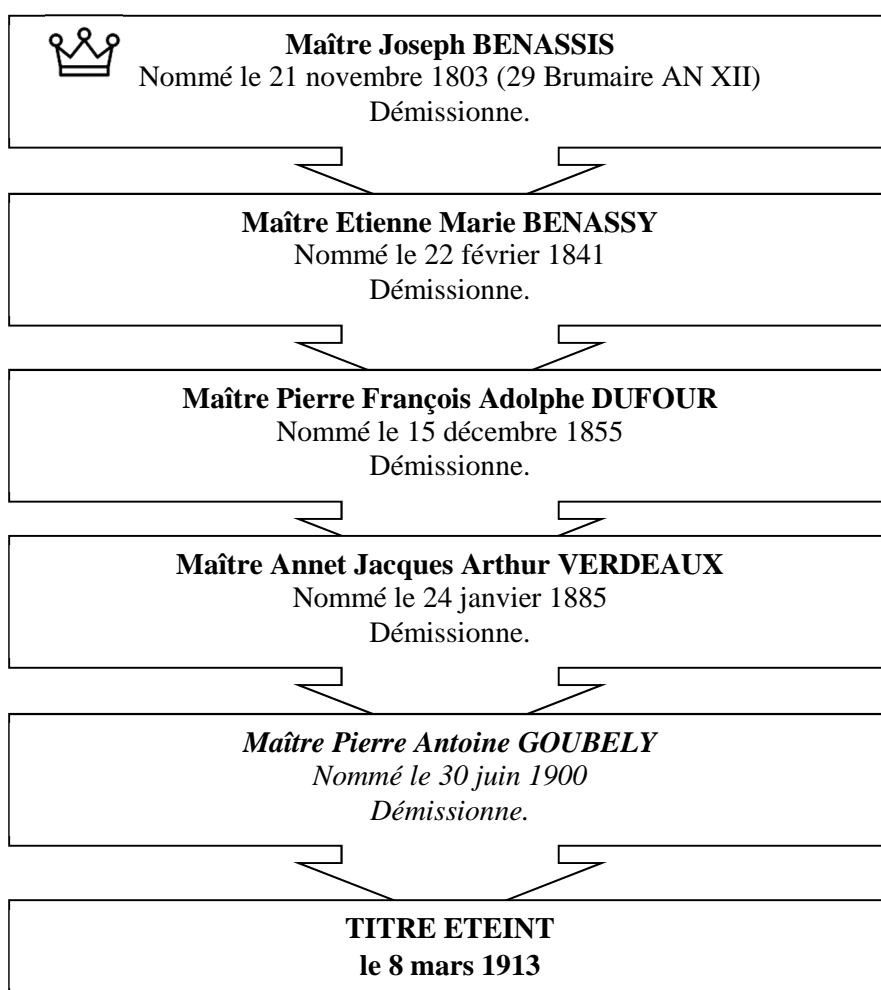 Maître Joseph BENASSIS
Nommé le 21 novembre 1803 (29 Brumaire AN XII)
Démissionne.
Maître Etienne Marie BENASSY
Nommé le 22 février 1841
Démissionne.
Maître Pierre François Adolphe DUFOUR
Nommé le 15 décembre 1855
Démissionne.
Maître Annet Jacques Arthur VERDEAUX
Nommé le 24 janvier 1885
Démissionne.
Maître Pierre Antoine GOUBELY
Nommé le 30 juin 1900
Démissionne.
TITRE ETEINT
le 8 mars 1913